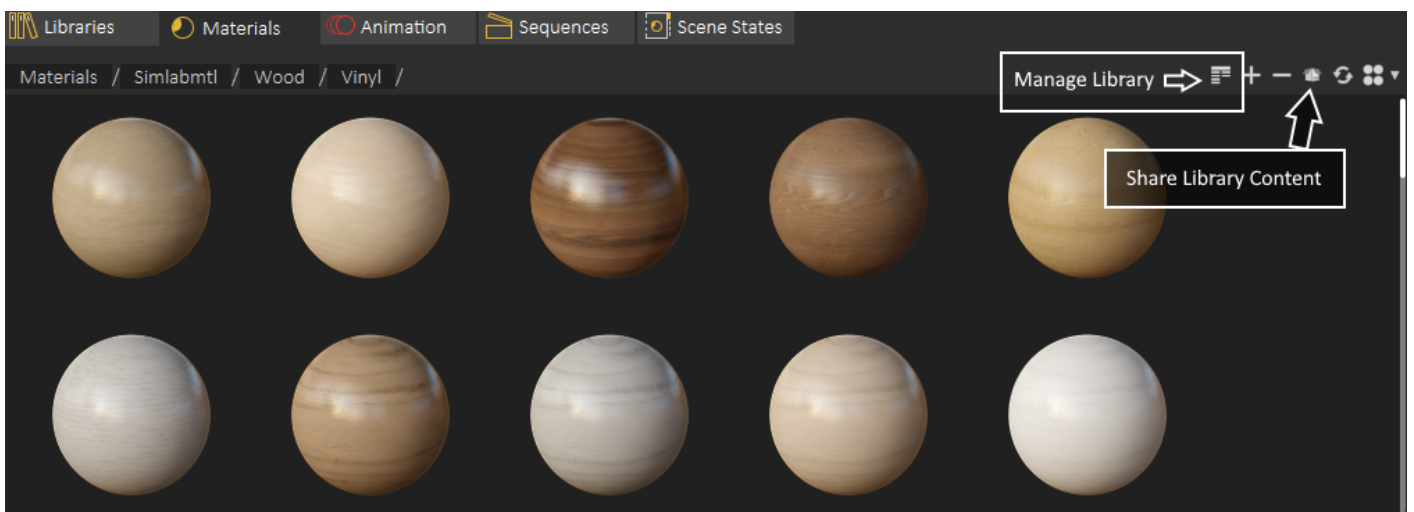 Libraries Materials Animation Sequences Scene States
Materials / Simlabmtl / Wood / Vinyl /
Manage Library
Share Library Content